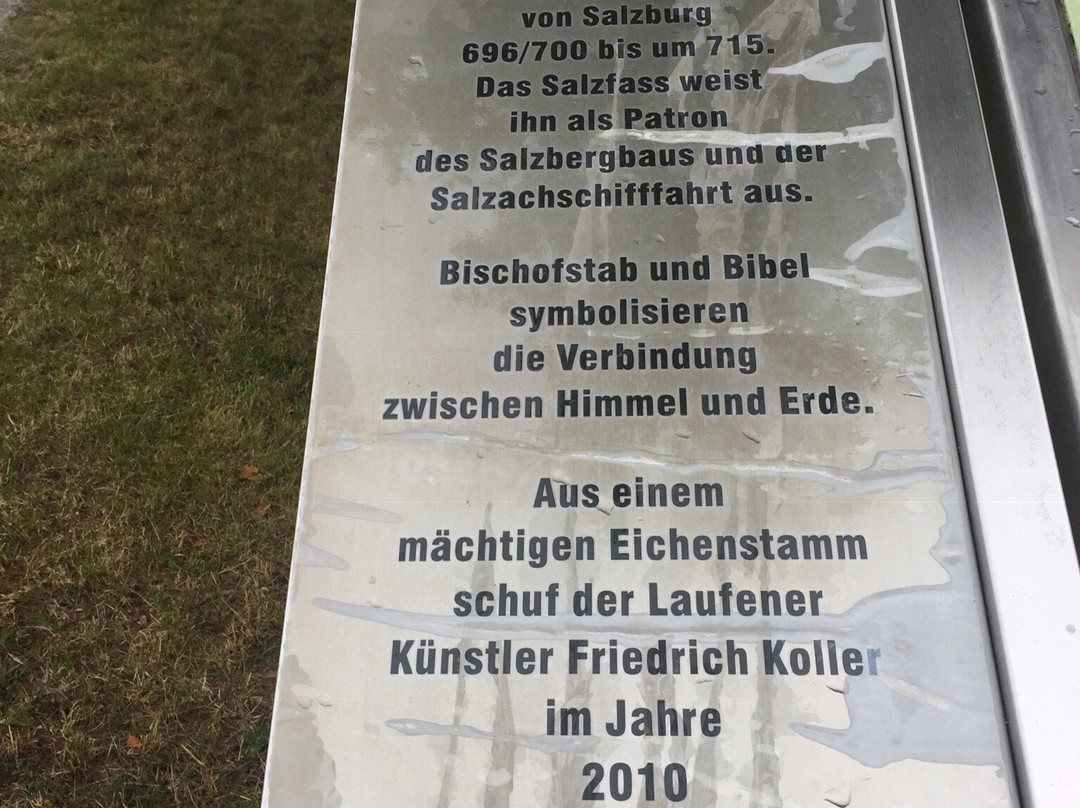 von Salzburg
696/700 bis um 715.
Das Salzfass weist
ihn als Patron
des Salzbergbaus und der
Salzachschifffahrt aus.
Bischofstab und Bibel
symbolisieren
die Verbindung
zwischen Himmel und Erde.
Aus einem
mächtigen Eichenstamm
schuf der Laufener
Künstler Friedrich Koller
im Jahre
2010